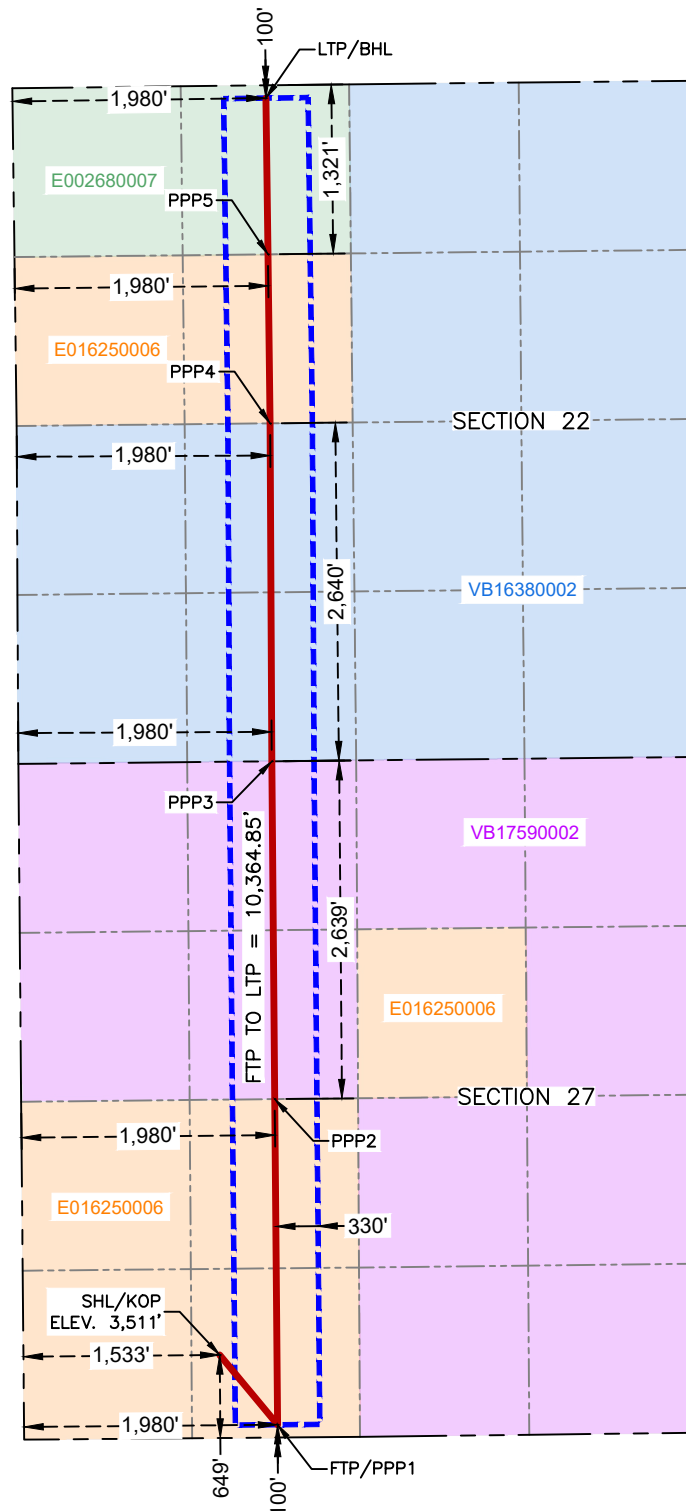 100'
LTP/BHL
1,980'
1,321'
E002680007
PPP5
1,980'
E016250006
PPP4
SECTION 22
1,980'
2,640'
VB16380002
1,980'
PPP3
VB17590002
FTP TO LTP = 10,364.85'
2,639'
E016250006
SECTION 27
1,980'
PPP2
E016250006
330'
SHL/KOP
ELEV. 3,511'
1,533'
1,980'
649'
100'
FTP/PPP1